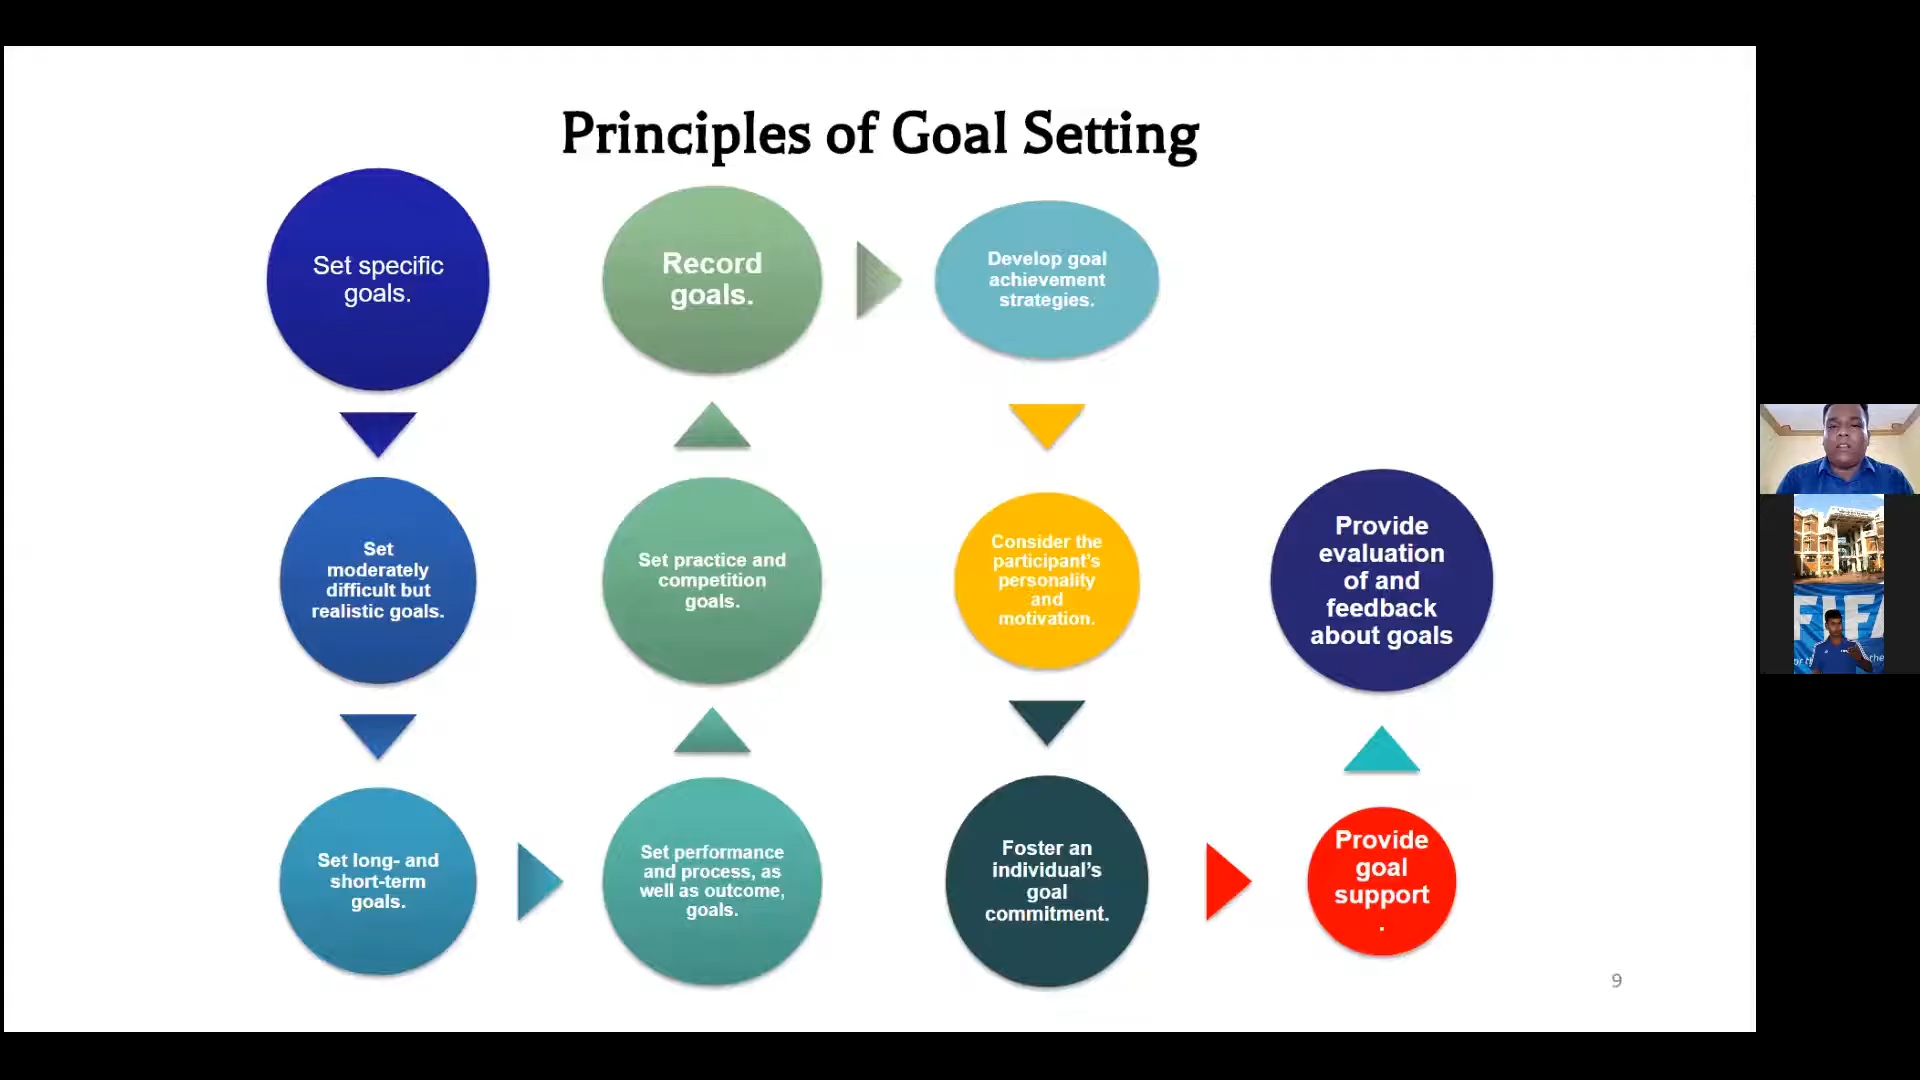 Principles of Goal Setting
Set specific
goals.
Set
moderately
difficult but
realistic goals.
Set long- and
short-term
goals.
Set performance
and process, as
well as outcome,
goals.
Set practice and
competition
goals.
Record
goals.
Develop goal
achievement
strategies.
Consider the
participant's
personality
and
motivation.
Foster an
individual's
goal
commitment.
Provide
goal
support
.
Provide
evaluation
of and
feedback
about goals
9
FIFA
the